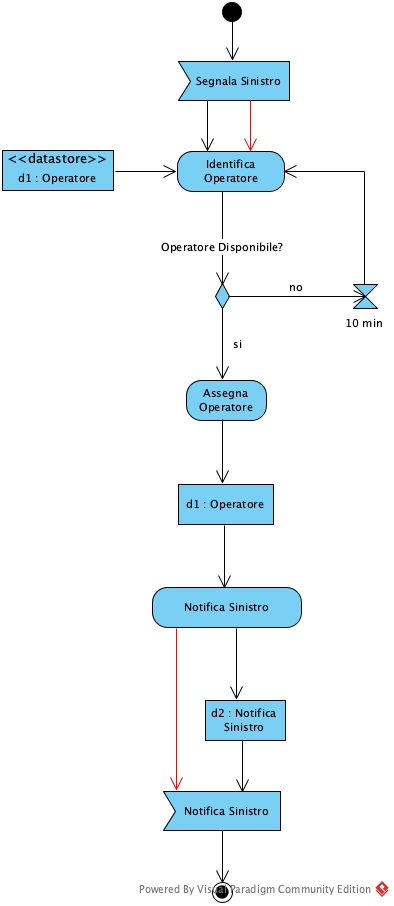 Segnala Sinistro
<<datastore>>
d1 : Operatore
Identifica
Operatore
Operatore Disponibile?
no
10 min
si
Assegna
Operatore
d1 : Operatore
Notifica Sinistro
d2 : Notifica
Sinistro
Notifica Sinistro
Powered By Visual Paradigm Community Edition